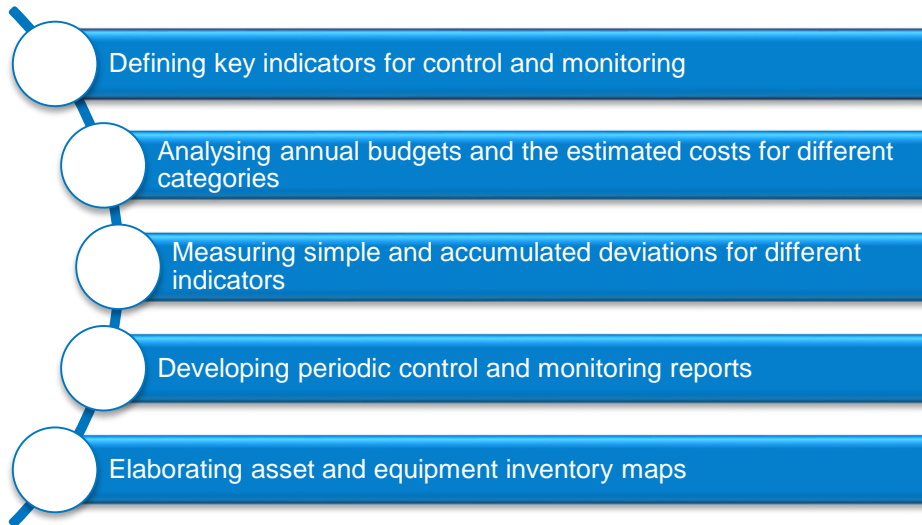 Defining key indicators for control and monitoring
Analysing annual budgets and the estimated costs for different
categories
Measuring simple and accumulated deviations for different
indicators
Developing periodic control and monitoring reports
Elaborating asset and equipment inventory maps